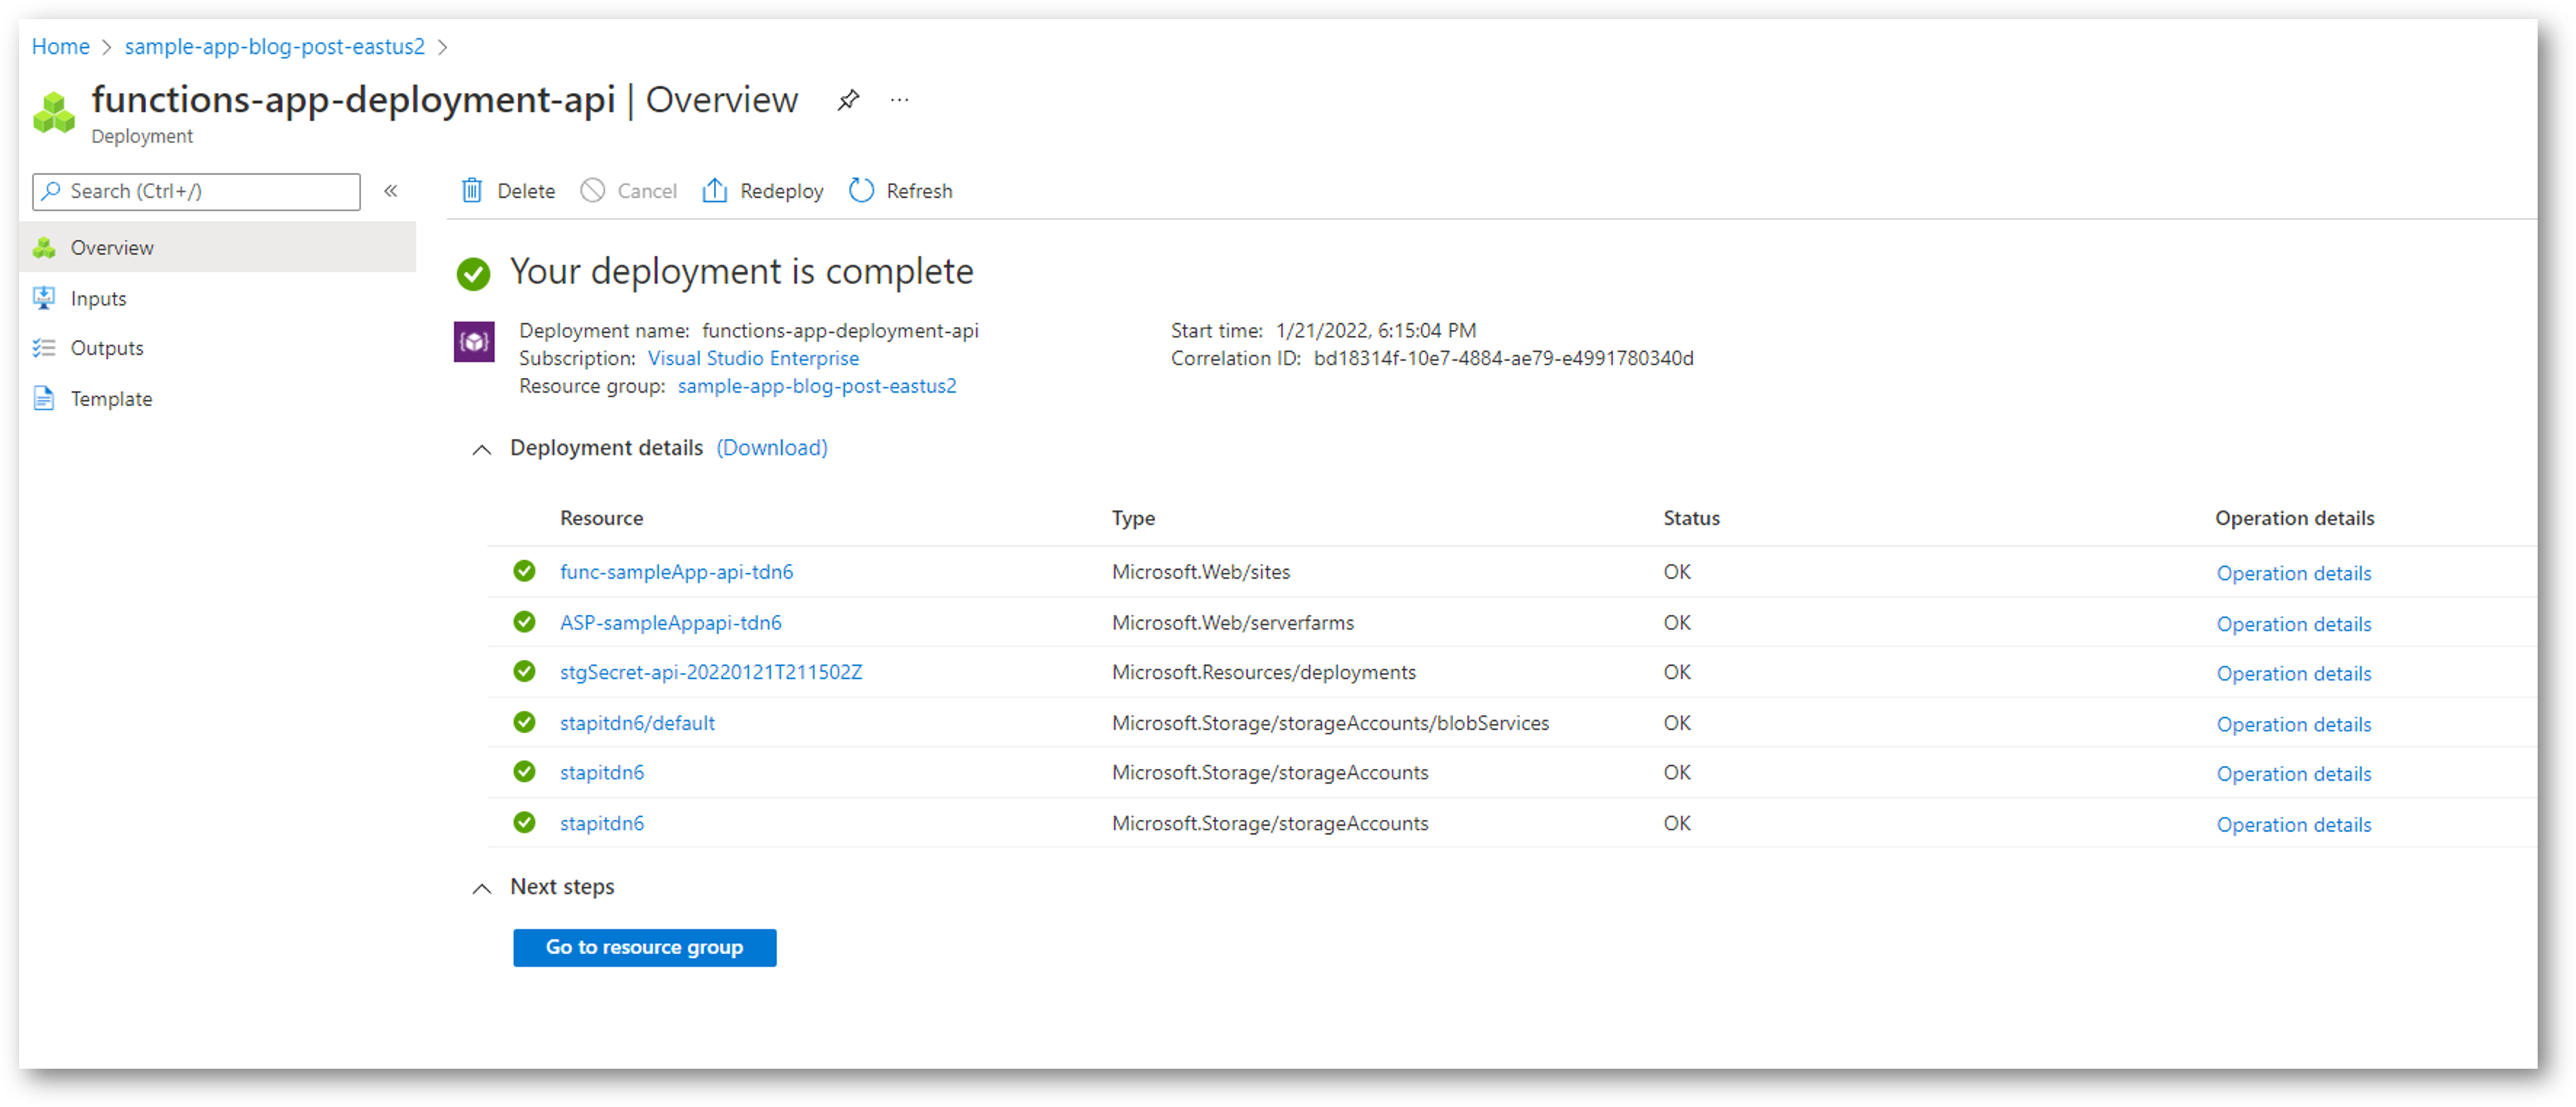 Home > sample-app-blog-post-eastus2 >
functions-app-deployment-api | Overview ...
Deployment
Search (Ctrl+/) «
Delete Cancel Redeploy Refresh
Overview
Inputs
Outputs
Template
Your deployment is complete
Deployment name: functions-app-deployment-api Start time: 1/21/2022, 6:15:04 PM
Subscription: Visual Studio Enterprise Correlation ID: bd18314f-10e7-4884-ae79-e4991780340d
Resource group: sample-app-blog-post-eastus2
Deployment details (Download)
Resource Type Status Operation details
func-sampleApp-api-tdn6 Microsoft.Web/sites OK Operation details
ASP-sampleAppapi-tdn6 Microsoft.Web/serverfarms OK Operation details
stgSecret-api-20220121T211502Z Microsoft.Resources/deployments OK Operation details
stapitdn6/default Microsoft.Storage/storageAccounts/blobServices OK Operation details
stapitdn6 Microsoft.Storage/storageAccounts OK Operation details
stapitdn6 Microsoft.Storage/storageAccounts OK Operation details
Next steps
Go to resource group